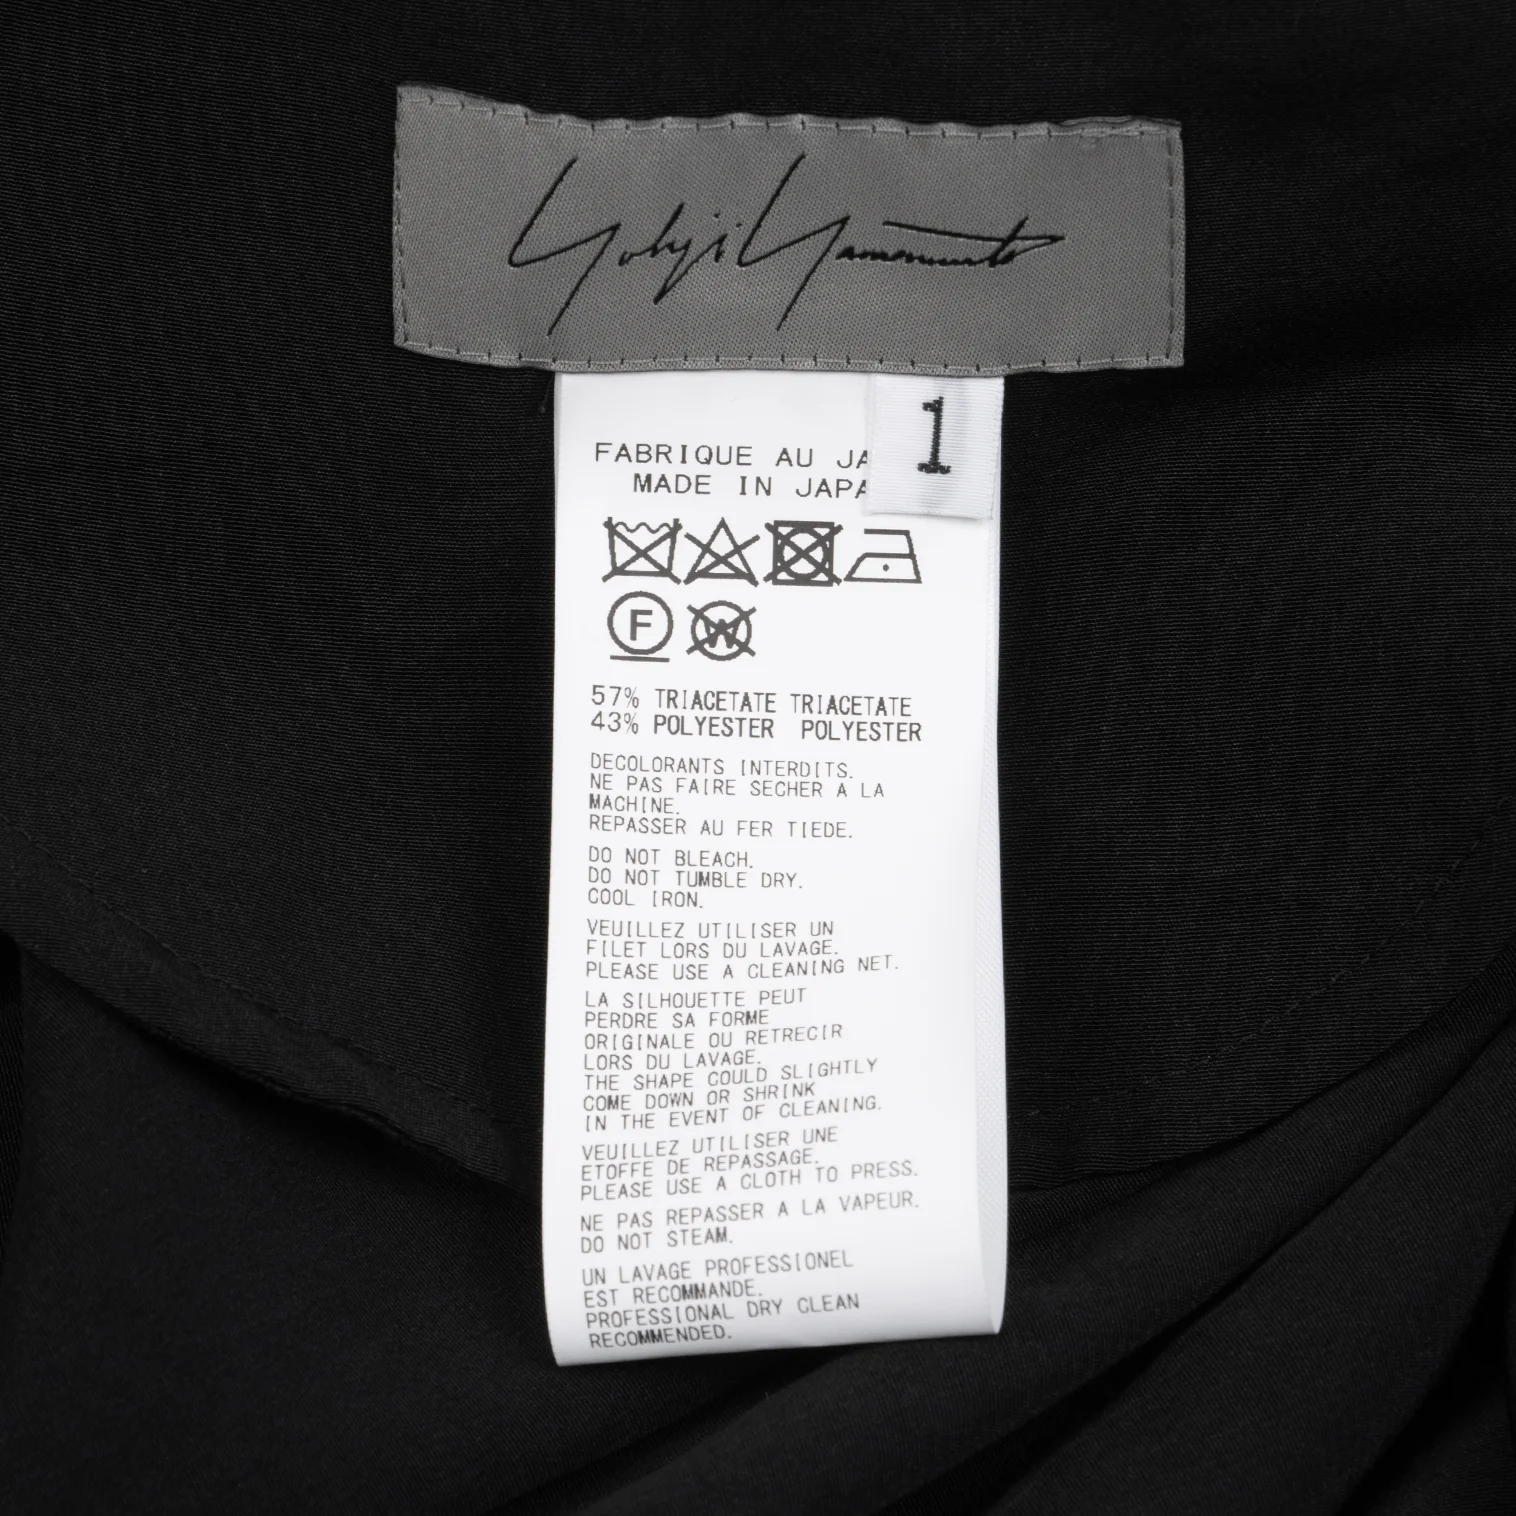 Yohji Yamamoto
1
FABRIQUE AU JA
MADE IN JAPA
F
W
57% TRIACETATE TRIACETATE
43% POLYESTER POLYESTER
DECOLORANTS INTERDITS.
NE PAS FAIRE SECHER A LA
MACHINE.
REPASSER AU FER TIEDE.
DO NOT BLEACH.
DO NOT TUMBLE DRY.
COOL IRON.
VEUILLEZ UTILISER UN
FILET LORS DU LAVAGE.
PLEASE USE A CLEANING NET.
LA SILHOUETTE PEUT
PERDRE SA FORME
ORIGINALE OU RETRECIR
LORS DU LAVAGE.
THE SHAPE COULD SLIGHTLY
COME DOWN OR SHRINK
IN THE EVENT OF CLEANING.
VEUILLEZ UTILISER UNE
ETOFFE DE REPASSAGE.
PLEASE USE A CLOTH TO PRESS.
NE PAS REPASSER A LA VAPEUR.
DO NOT STEAM.
UN LAVAGE PROFESSIONEL
EST RECOMMANDE.
PROFESSIONAL DRY CLEAN
RECOMMENDED.